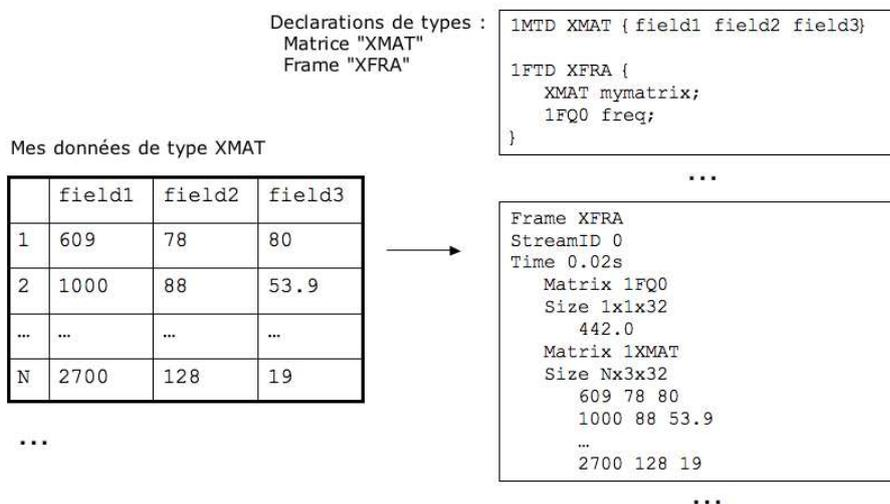 Declarations de types :
Matrice "XMAT"
Frame "XFRA"
1MTD XMAT { field1 field2 field3}
1FTD XFRA {
XMAT mymatrix;
1FQ0 freq;
}
...
Mes données de type XMAT
field1 field2 field3
1 609 78 80
2 1000 88 53.9
… … … …
N 2700 128 19
...
Frame XFRA
StreamID 0
Time 0.02s
Matrix 1FQ0
Size 1x1x32
442.0
Matrix 1XMAT
Size Nx3x32
609 78 80
1000 88 53.9
…
2700 128 19
...